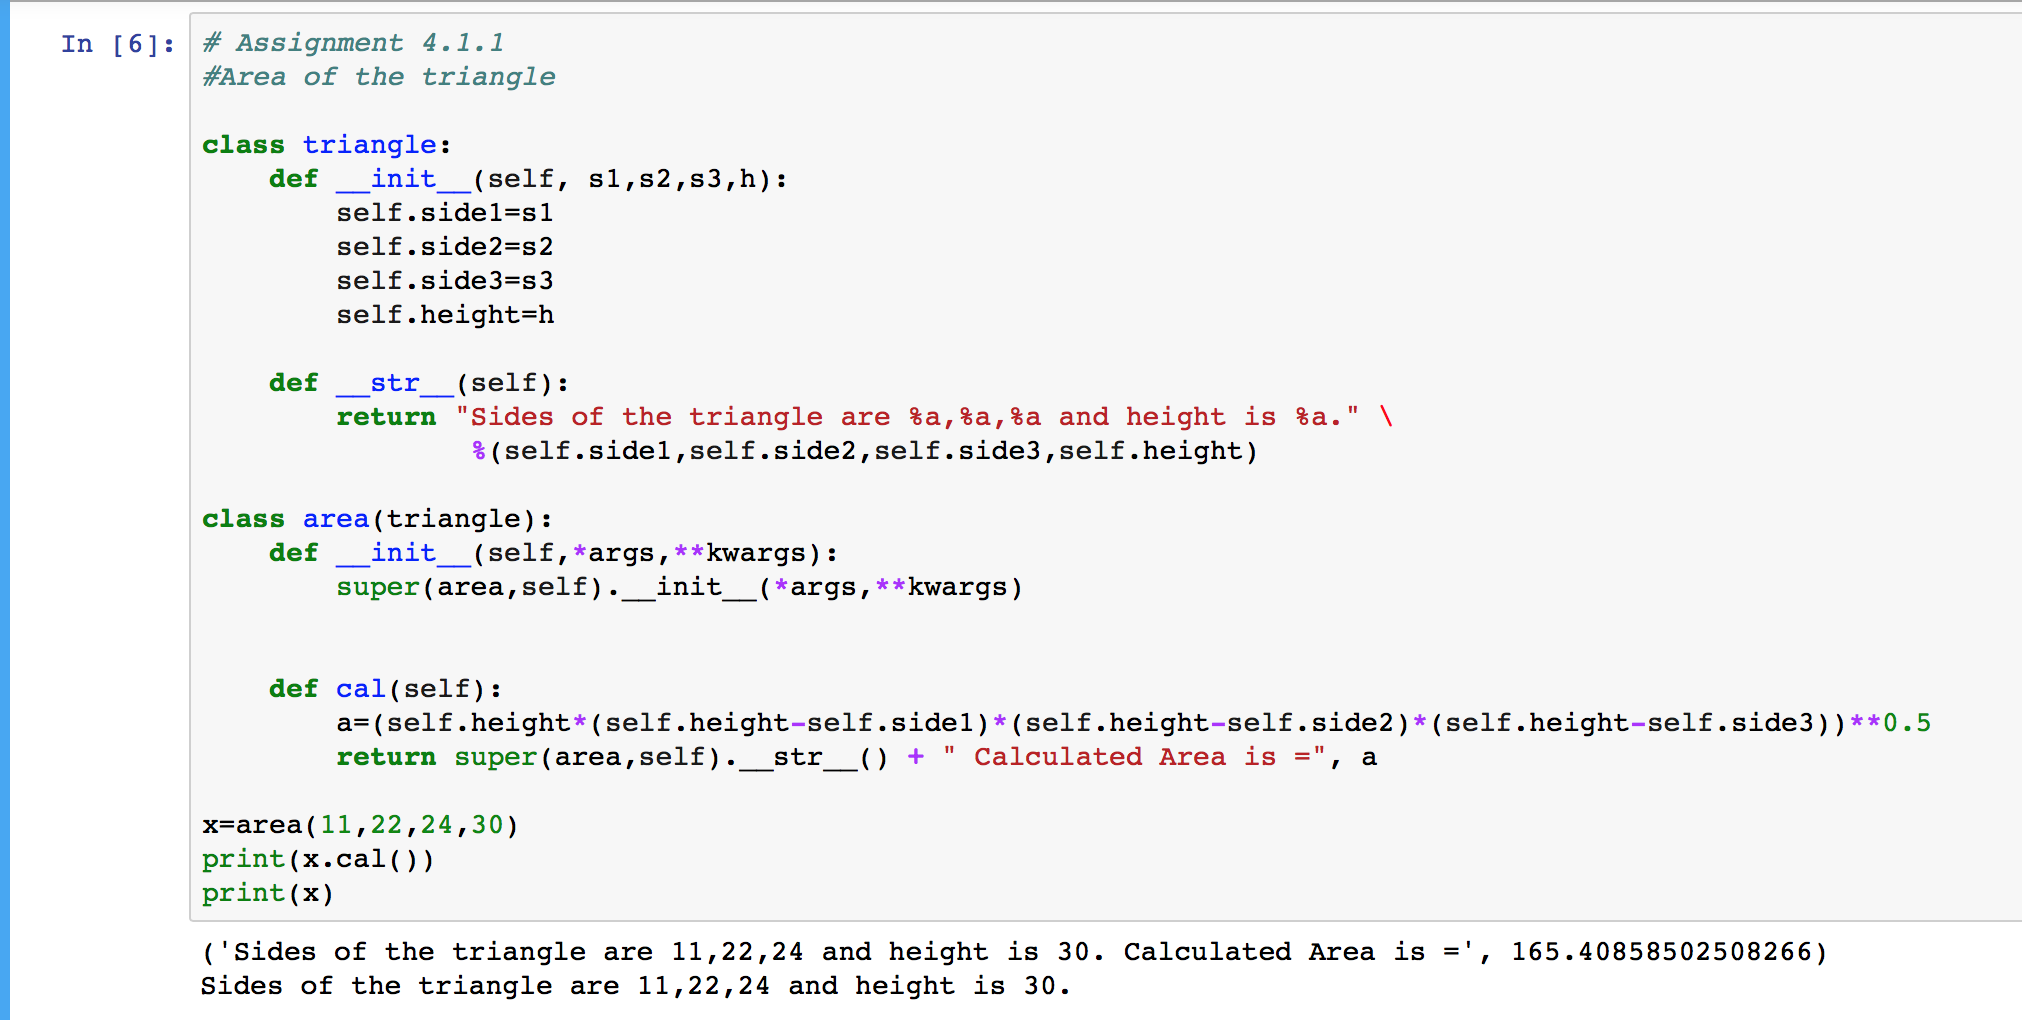 In [6]:
# Assignment 4.1.1
#Area of the triangle
class triangle:
    def __init__(self, s1,s2,s3,h):
        self.side1=s1
        self.side2=s2
        self.side3=s3
        self.height=h
    def __str__(self):
        return "Sides of the triangle are %a,%a,%a and height is %a." \
                %(self.side1,self.side2,self.side3,self.height)
class area(triangle):
    def __init__(self,*args,**kwargs):
        super(area,self).__init__(*args,**kwargs)
    def cal(self):
        a=(self.height*(self.height-self.side1)*(self.height-self.side2)*(self.height-self.side3))**0.5
        return super(area,self).__str__() + " Calculated Area is =", a
x=area(11,22,24,30)
print(x.cal())
print(x)
('Sides of the triangle are 11,22,24 and height is 30. Calculated Area is =', 165.40858502508266)
Sides of the triangle are 11,22,24 and height is 30.